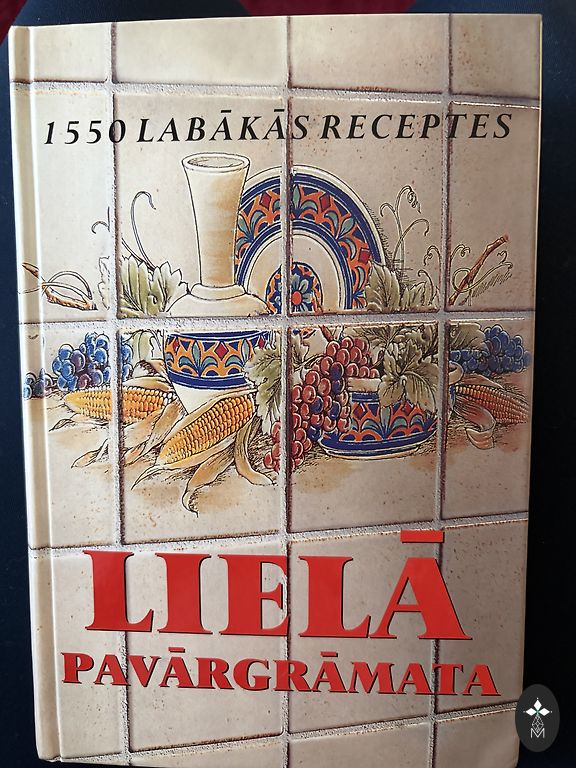 1550 LABĀKĀS RECEPTES
LIELĀ
PAVĀRGRĀMATA